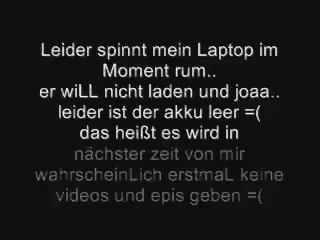 Leider spinnt mein Laptop im
Moment rum..
er wiLL nicht laden und joaa..
leider ist der akku leer =(
das heißt es wird in
nächster zeit von mir
wahrscheinLich erstmaL keine
videos und epis geben =(